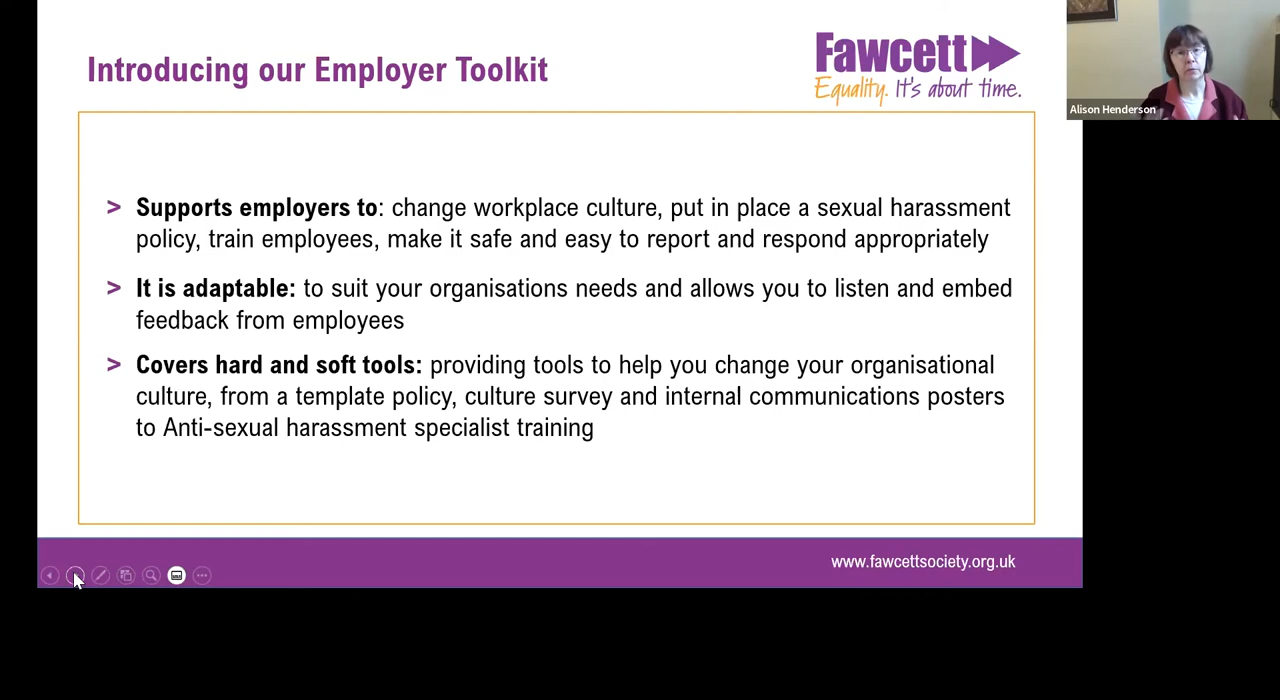 Introducing our Employer Toolkit
Fawcett
Equality. It's about time.
Alison Henderson
> Supports employers to: change workplace culture, put in place a sexual harassment
policy, train employees, make it safe and easy to report and respond appropriately
> It is adaptable: to suit your organisations needs and allows you to listen and embed
feedback from employees
> Covers hard and soft tools: providing tools to help you change your organisational
culture, from a template policy, culture survey and internal communications posters
to Anti-sexual harassment specialist training
www.fawcettsociety.org.uk